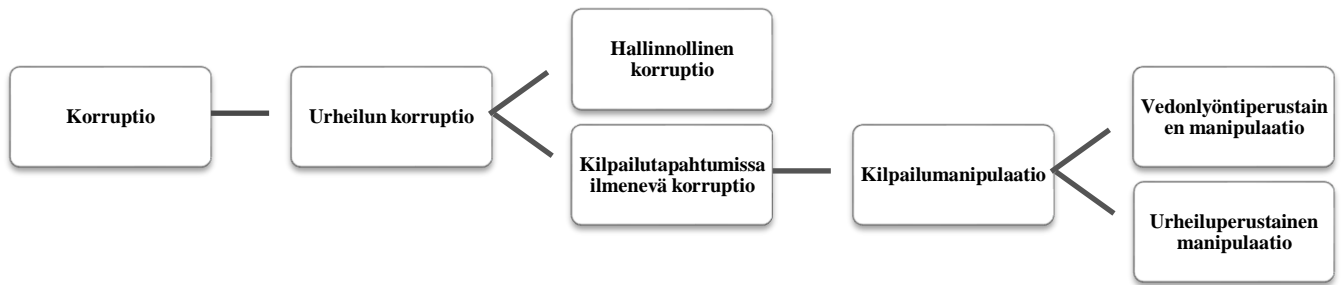 Korruptio
Urheilun korruptio
Hallinnollinen
korruptio
Kilpailutapahtumissa
ilmenevä korruptio
Kilpailumanipulaatio
Vedonlyöntiperustain
en manipulaatio
Urheiluperustainen
manipulaatio